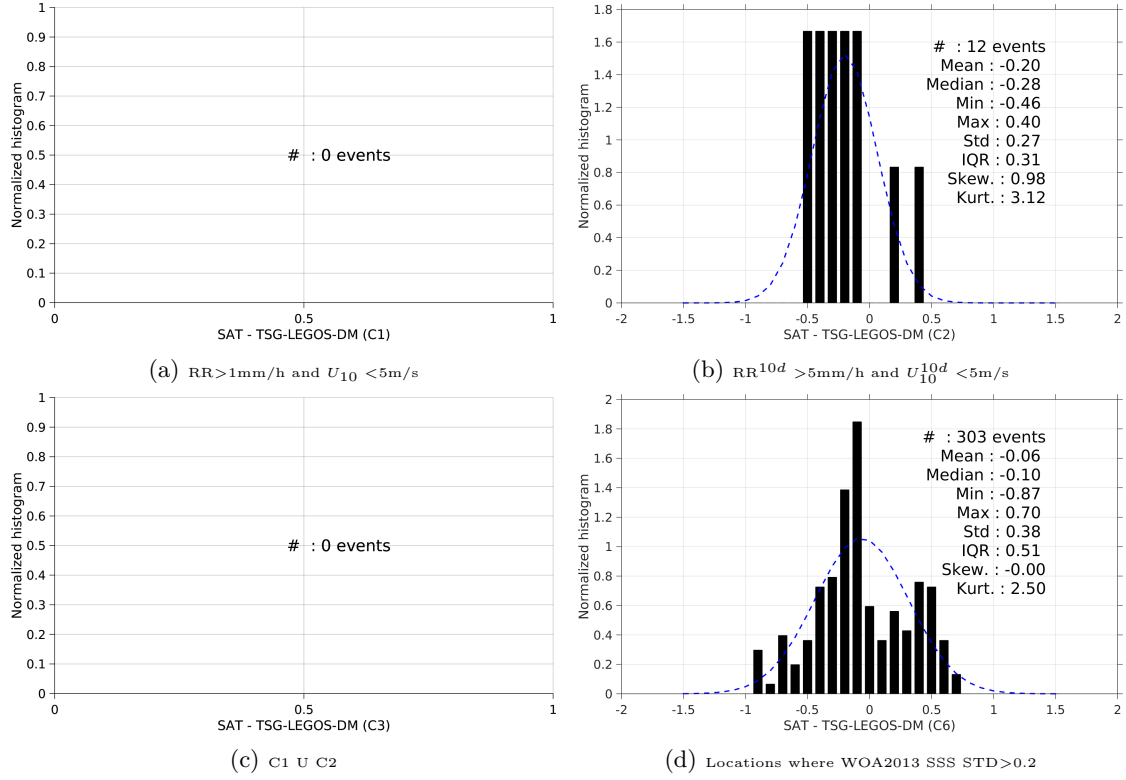 1
0.9
0.8
0.7
0.6
0.5
0.4
0.3
0.2
0.1
0
Normalized histogram
# : 0 events
0 0.5 1
SAT - TSG-LEGOS-DM (C1)
(a) RR>1mm/h and U10 <5m/s
1.8
1.6
1.4
1.2
1
0.8
0.6
0.4
0.2
0
Normalized histogram
# : 12 events
Mean : -0.20
Median : -0.28
Min : -0.46
Max : 0.40
Std : 0.27
IQR : 0.31
Skew. : 0.98
Kurt. : 3.12
-2 -1.5 -1 -0.5 0 0.5 1 1.5 2
SAT - TSG-LEGOS-DM (C2)
(b) RR^10d >5mm/h and U10^10d <5m/s
1
0.9
0.8
0.7
0.6
0.5
0.4
0.3
0.2
0.1
0
Normalized histogram
# : 0 events
0 0.5 1
SAT - TSG-LEGOS-DM (C3)
(c) C1 U C2
2
1.8
1.6
1.4
1.2
1
0.8
0.6
0.4
0.2
0
Normalized histogram
# : 303 events
Mean : -0.06
Median : -0.10
Min : -0.87
Max : 0.70
Std : 0.38
IQR : 0.51
Skew. : -0.00
Kurt. : 2.50
-2 -1.5 -1 -0.5 0 0.5 1 1.5 2
SAT - TSG-LEGOS-DM (C6)
(d) Locations where WOA2013 SSS STD>0.2